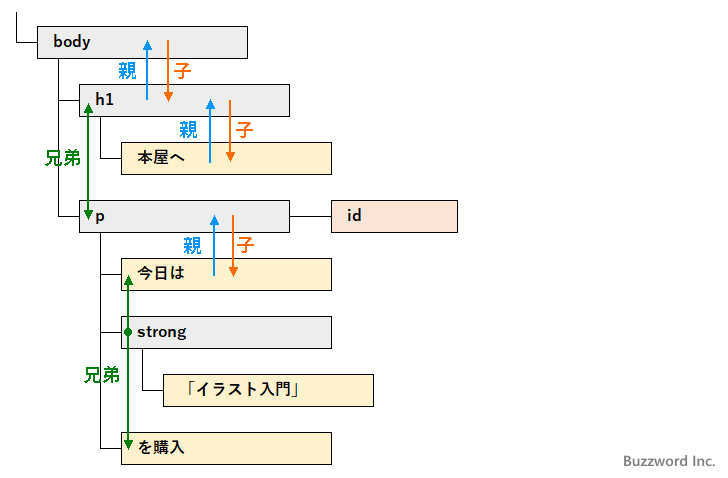 body
親
子
h1
親
子
本屋へ
兄弟
p
id
親
子
今日は
strong
兄弟
「イラスト入門」
を購入
Buzzword Inc.